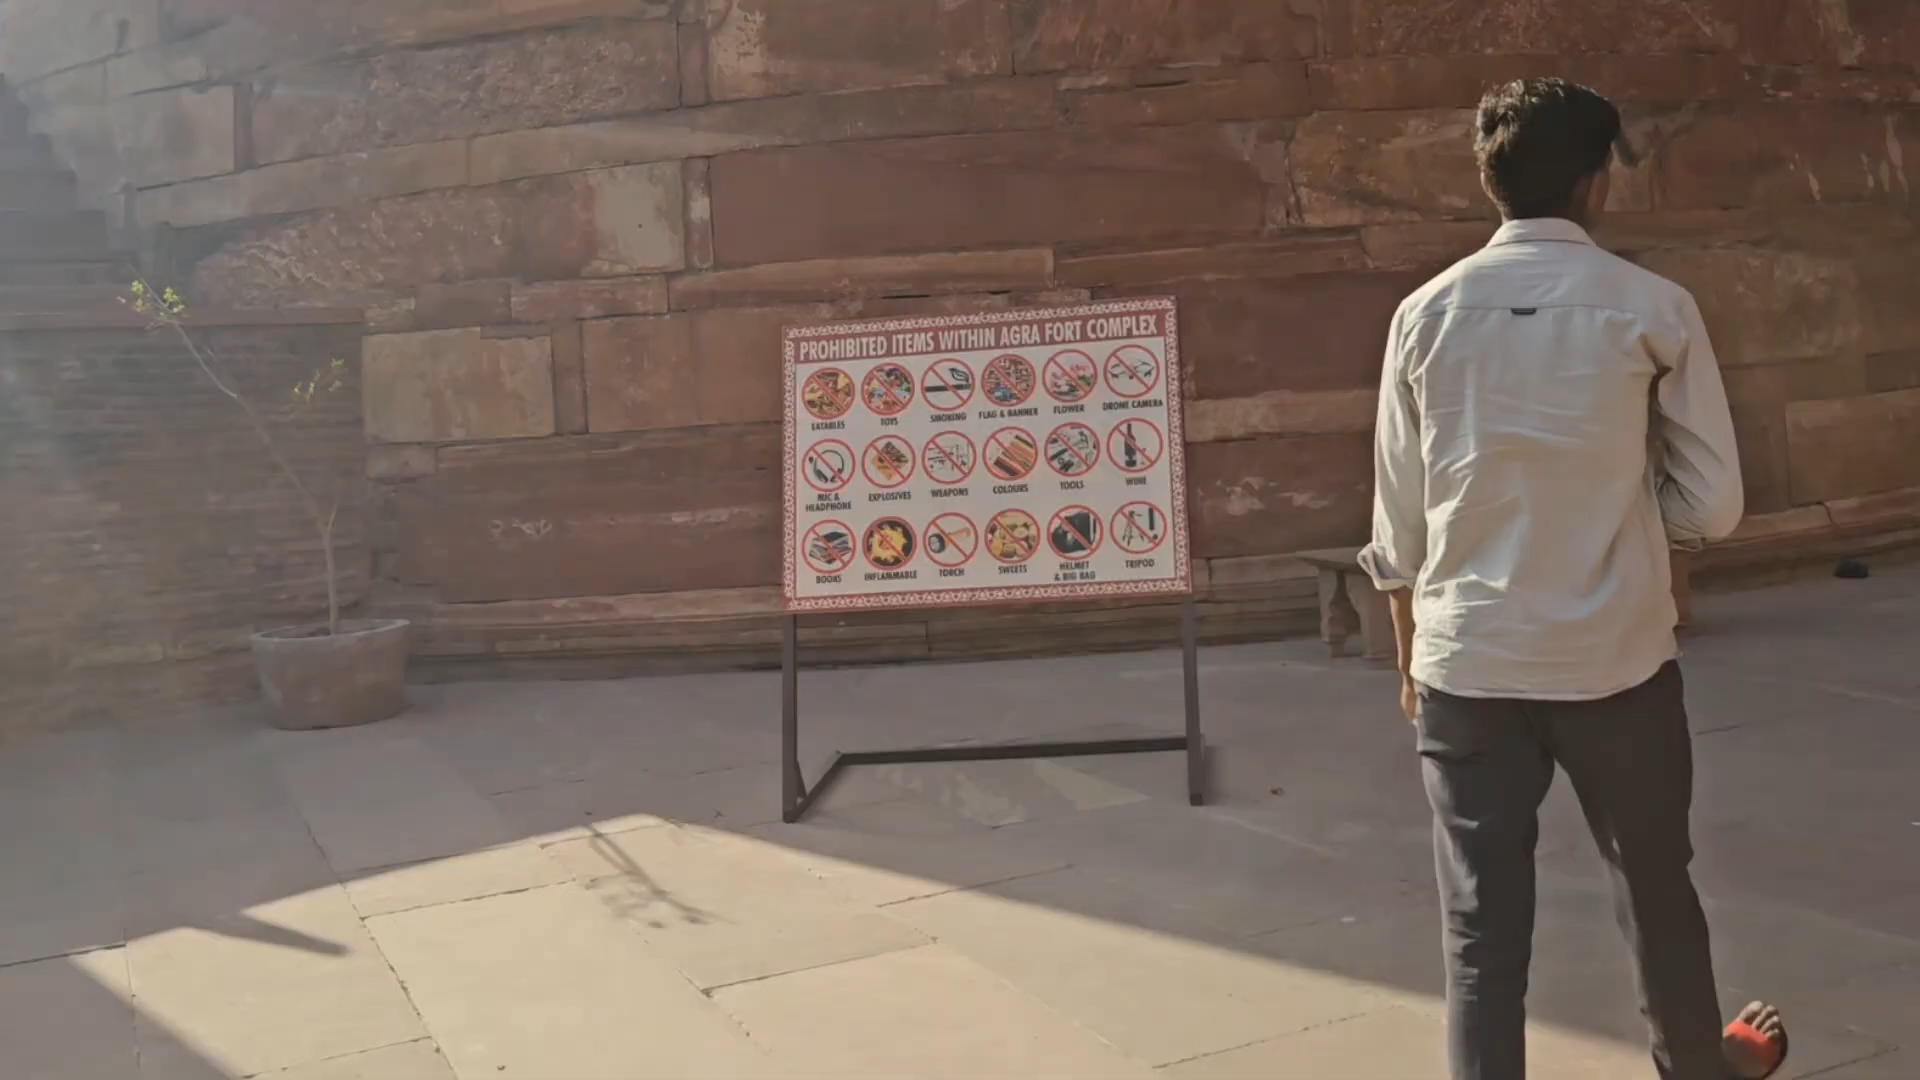 PROHIBITED ITEMS WITHIN AGRA FORT COMPLEX
EATABLES TOYS SMOKING FLAG & BANNER FLOWER DRONE CAMERA
MIC &
HEADPHONE EXPLOSIVES WEAPONS COLOURS TOOLS WINE
BOOKS INFLAMMABLE TORCH SWEETS HELMET
& BIG BAG TRIPOD